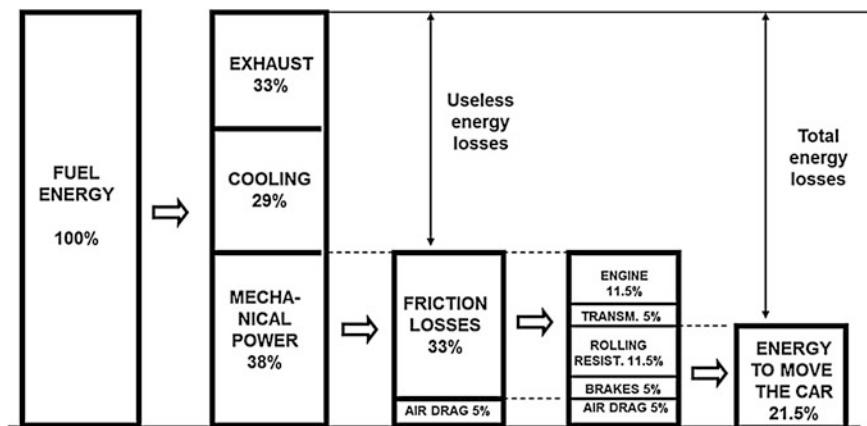 FUEL
ENERGY
100%
EXHAUST
33%
COOLING
29%
MECHA-
NICAL
POWER
38%
Useless
energy
losses
FRICTION
LOSSES
33%
AIR DRAG 5%
ENGINE
11.5%
TRANSM. 5%
ROLLING
RESIST. 11.5%
BRAKES 5%
AIR DRAG 5%
Total
energy
losses
ENERGY
TO MOVE
THE CAR
21.5%